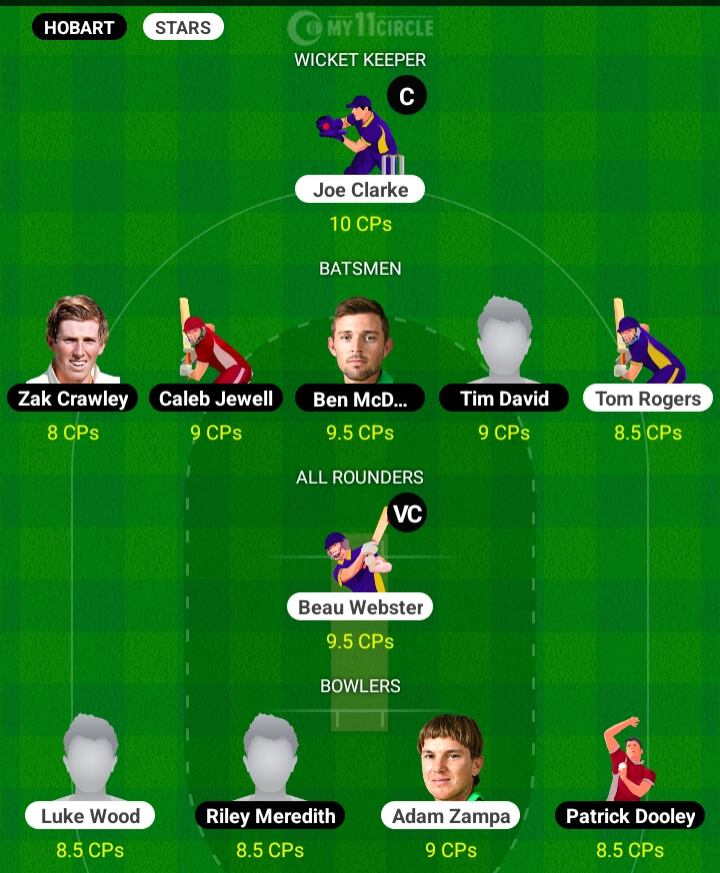 HOBART STARS MY11CIRCLE
WICKET KEEPER
C
Joe Clarke
10 CPs
BATSMEN
Zak Crawley Caleb Jewell Ben McD... Tim David Tom Rogers
8 CPs 9 CPs 9.5 CPs 9 CPs 8.5 CPs
ALL ROUNDERS
VC
Beau Webster
9.5 CPs
BOWLERS
Luke Wood Riley Meredith Adam Zampa Patrick Dooley
8.5 CPs 8.5 CPs 9 CPs 8.5 CPs